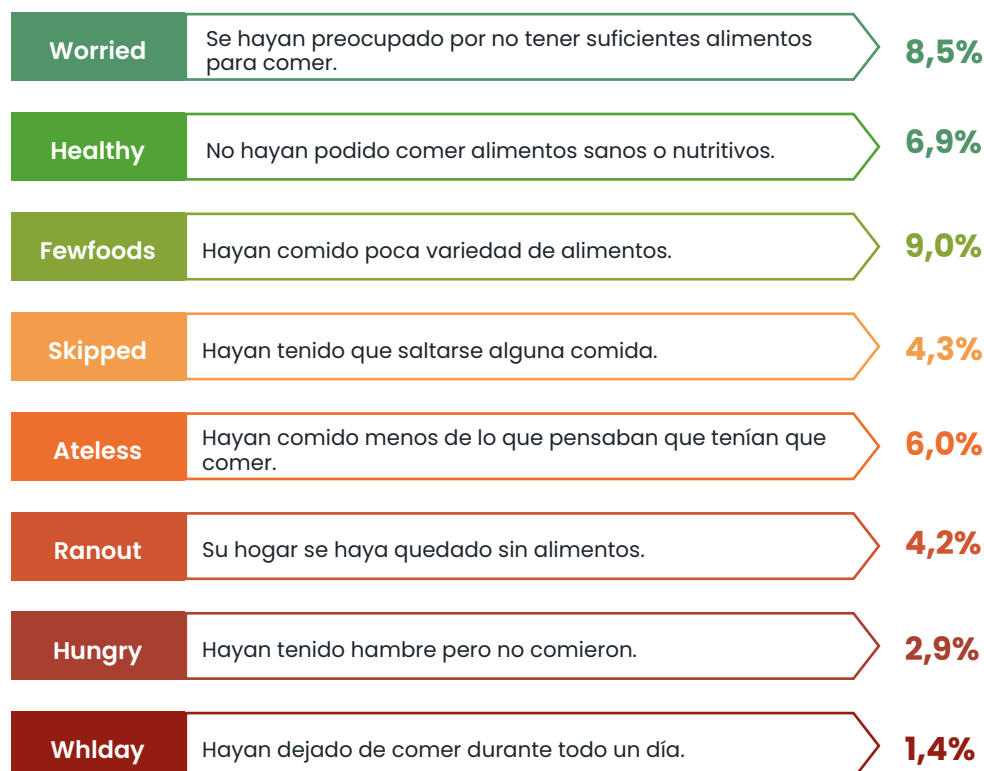 Worried
Se hayan preocupado por no tener suficientes alimentos
para comer.
8,5%
Healthy
No hayan podido comer alimentos sanos o nutritivos.
6,9%
Fewfoods
Hayan comido poca variedad de alimentos.
9,0%
Skipped
Hayan tenido que saltarse alguna comida.
4,3%
Ateless
Hayan comido menos de lo que pensaban que tenían que
comer.
6,0%
Ranout
Su hogar se haya quedado sin alimentos.
4,2%
Hungry
Hayan tenido hambre pero no comieron.
2,9%
Whlday
Hayan dejado de comer durante todo un día.
1,4%